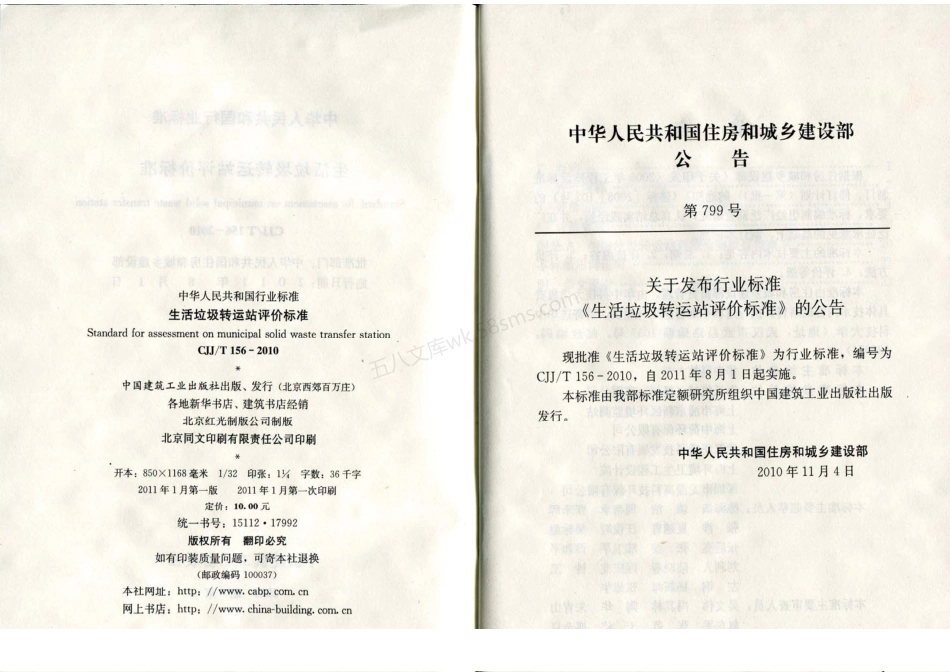 中华人民共和国行业标准
生活垃圾转运站评价标准
Standard for assessment on municipal solid waste transfer station
CJJ/T 156-2010
*
中国建筑工业出版社出版、发行（北京西郊百万庄）
各地新华书店、建筑书店经销
北京红光制版公司制版
北京同文印刷有限责任公司印刷
*
开本：850×1168毫米 1/32 印张：1¼ 字数：36千字
2011年1月第一版 2011年1月第一次印刷
定价：10.00元
统一书号：15112·17992
版权所有 翻印必究
如有印装质量问题，可寄本社退换
（邮政编码 100037）
本社网址：http://www.cabp.com.cn
网上书店：http://www.china-building.com.cn
中华人民共和国住房和城乡建设部
公 告
第 799 号
关于发布行业标准
《生活垃圾转运站评价标准》的公告
现批准《生活垃圾转运站评价标准》为行业标准，编号为
CJJ/T 156-2010，自2011年8月1日起实施。
本标准由我部标准定额研究所组织中国建筑工业出版社出版
发行。
中华人民共和国住房和城乡建设部
2010年11月4日
五八文库wk.58sms.com